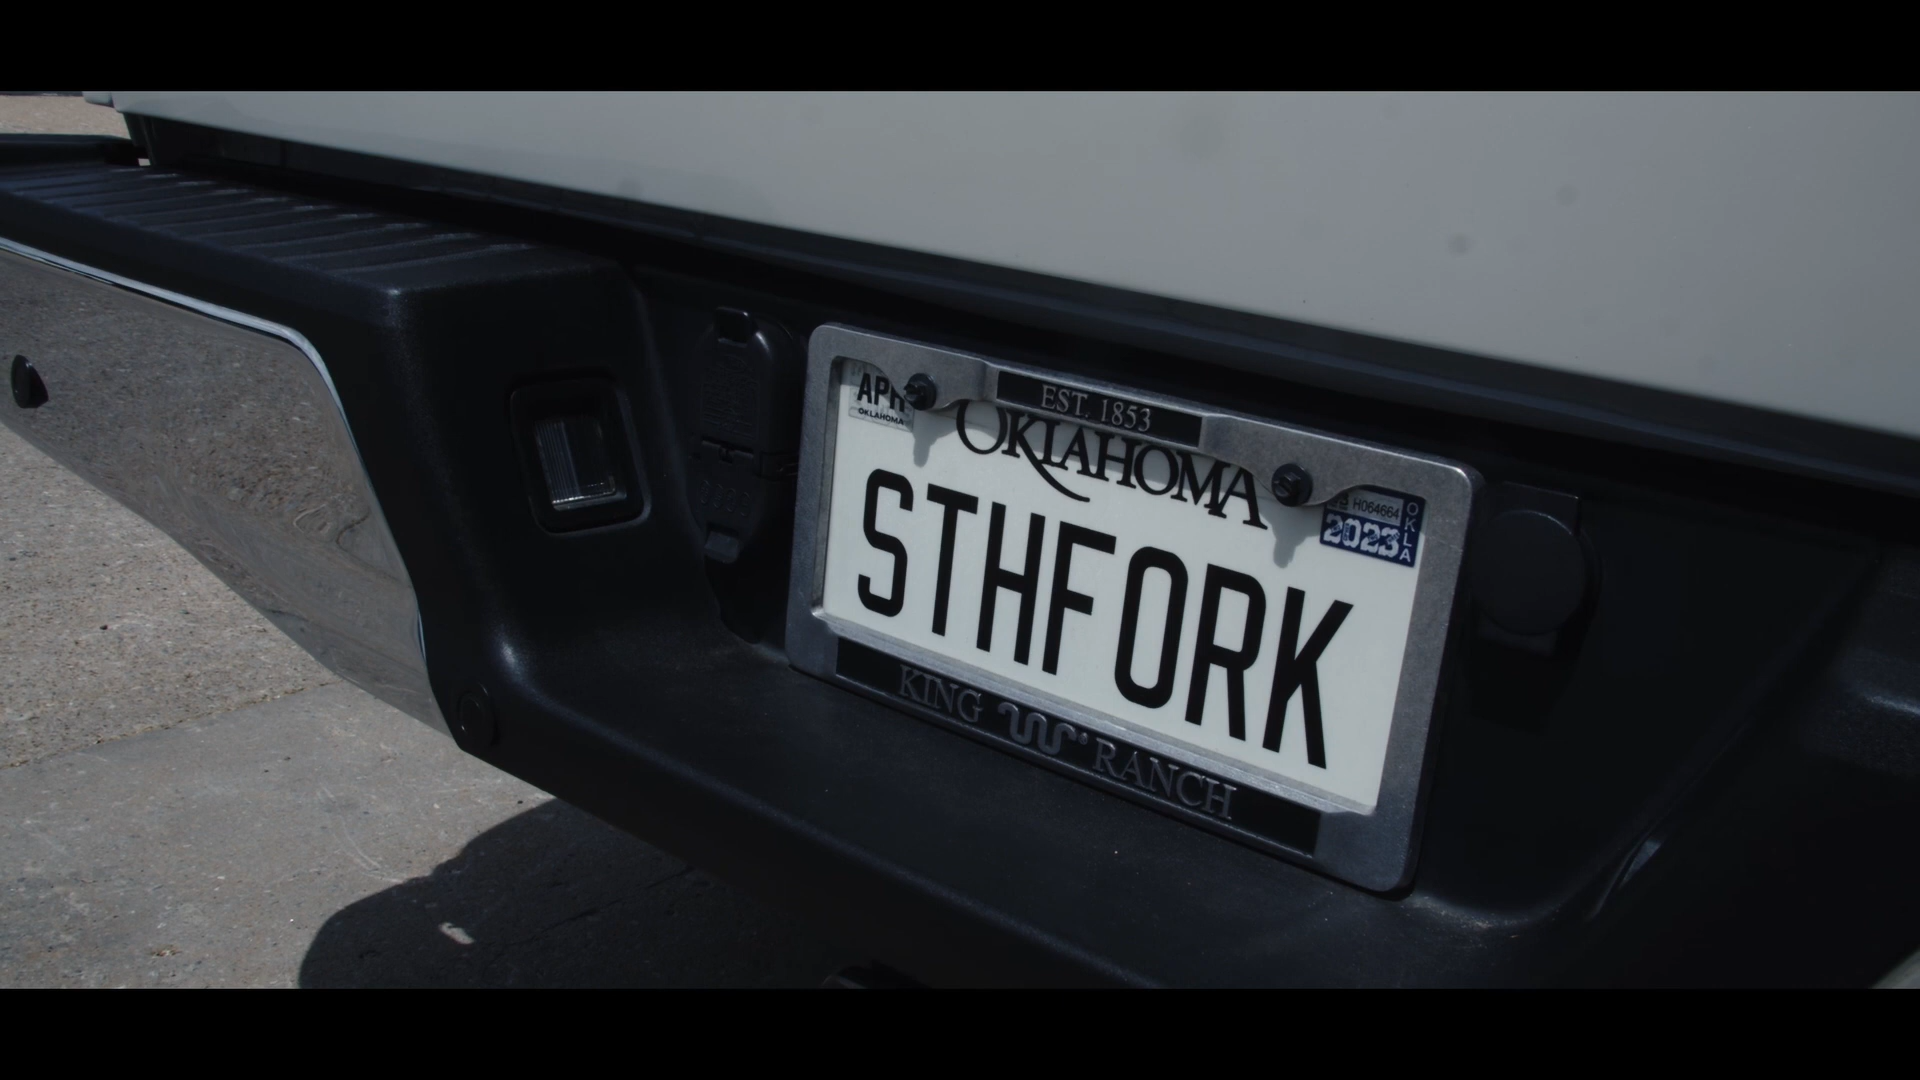 EST. 1853
APR
OKLAHOMA
OKLAHOMA
H064664
2023
OKLA
STHFORK
KING RANCH